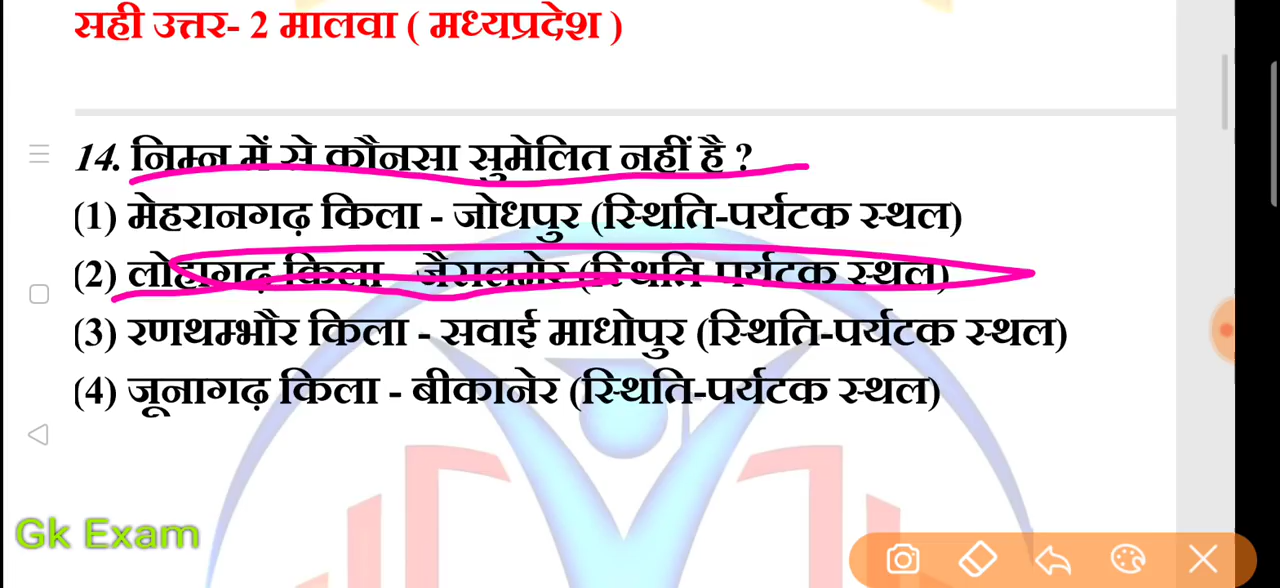 सही उत्तर- 2 मालवा ( मध्यप्रदेश )
14. निम्न में से कौनसा सुमेलित नहीं है ?
(1) मेहरानगढ़ किला - जोधपुर (स्थिति-पर्यटक स्थल)
(2) लोहागढ़ किला - जैसलमेर (स्थिति-पर्यटक स्थल)
(3) रणथम्भौर किला - सवाई माधोपुर (स्थिति-पर्यटक स्थल)
(4) जूनागढ़ किला - बीकानेर (स्थिति-पर्यटक स्थल)
Gk Exam